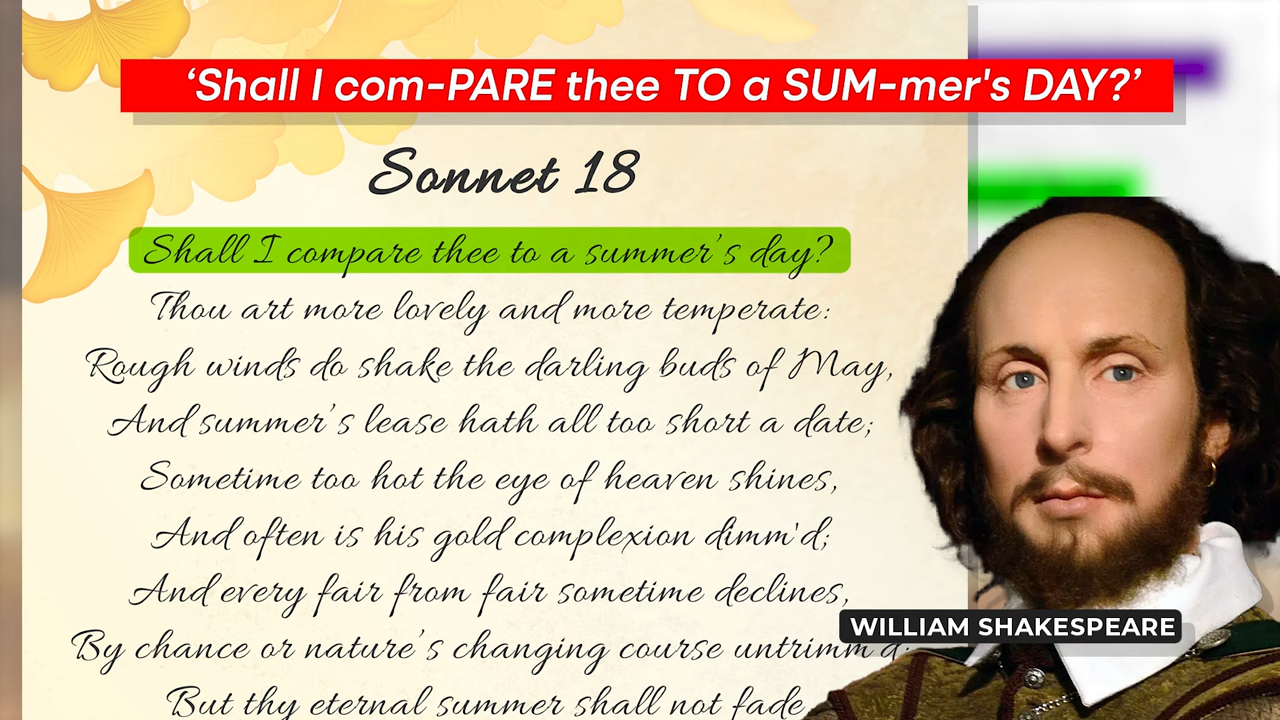 ‘Shall I com-PARE thee TO a SUM-mer's DAY?’
Sonnet 18
Shall I compare thee to a summer's day?
Thou art more lovely and more temperate:
Rough winds do shake the darling buds of May,
And summer's lease hath all too short a date;
Sometime too hot the eye of heaven shines,
And often is his gold complexion dimm'd;
And every fair from fair sometime declines,
By chance or nature's changing course untrimm'd;
But thy eternal summer shall not fade
WILLIAM SHAKESPEARE